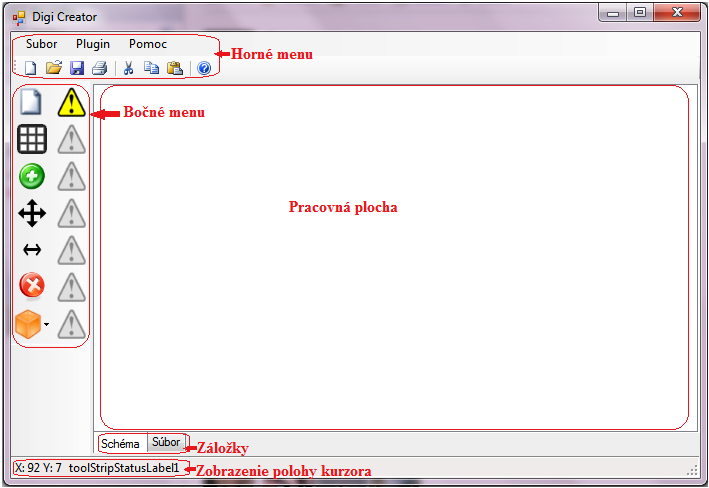 Digi Creator
Subor Plugin Pomoc
Horné menu
Bočné menu
Pracovná plocha
Schéma Súbor
Záložky
X: 92 Y: 7 toolStripStatusLabel1
Zobrazenie polohy kurzora